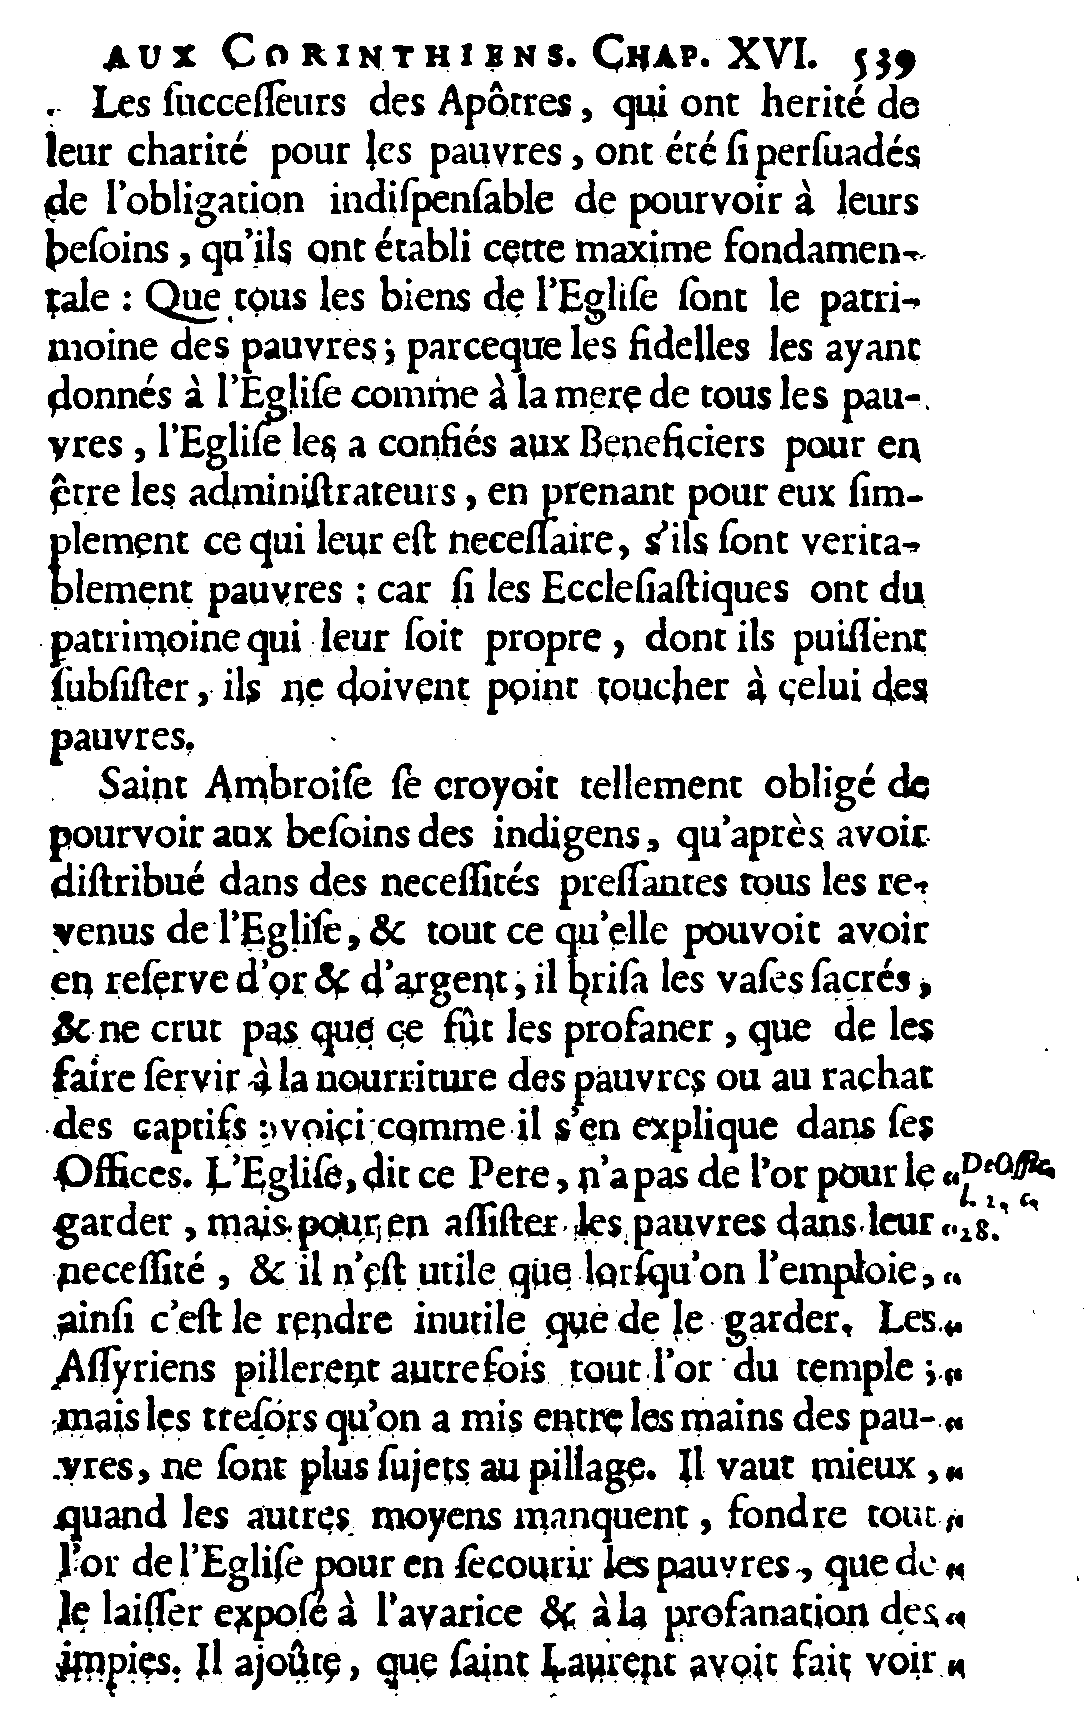 AUX CORINTHIENS. CHAP. XVI. 539
Les ſucceſſeurs des Apôtres, qui ont herité de
leur charité pour les pauvres, ont été ſi perſuadés
de l'obligation indiſpenſable de pourvoir à leurs
beſoins, qu'ils ont établi cette maxime fondamen-
tale : Que tous les biens de l'Egliſe ſont le patri-
moine des pauvres; parceque les fidelles les ayant
donnés à l'Egliſe comme à la mere de tous les pau-
vres, l'Egliſe les a confiés aux Beneficiers pour en
être les adminiſtrateurs, en prenant pour eux ſim-
plement ce qui leur eſt neceſſaire, s'ils ſont verita-
blement pauvres : car ſi les Eccleſiaſtiques ont du
patrimoine qui leur ſoit propre, dont ils puiſſent
ſubſiſter, ils ne doivent point toucher à celui des
pauvres.
Saint Ambroiſe ſe croyoit tellement obligé de
pourvoir aux beſoins des indigens, qu'après avoir
diſtribué dans des neceſſités preſſantes tous les re-
venus de l'Egliſe, & tout ce qu'elle pouvoit avoir
en reſerve d'or & d'argent, il briſa les vaſes ſacrés,
& ne crut pas que ce fût les profaner, que de les
faire ſervir à la nourriture des pauvres ou au rachat
des captifs : voici comme il s'en explique dans ſes
Offices. L'Egliſe, dit ce Pere, n'a pas de l'or pour le “ De Offic.
l. 2. c.
garder, mais pour en aſſiſter les pauvres dans leur “ 28.
neceſſité, & il n'eſt utile que lorſqu'on l'emploie, “
ainſi c'eſt le rendre inutile que de le garder. Les “
Aſſyriens pillerent autrefois tout l'or du temple ; “
mais les treſors qu'on a mis entre les mains des pau- “
vres, ne ſont plus ſujets au pillage. Il vaut mieux, “
quand les autres moyens manquent, fondre tout “
l'or de l'Egliſe pour en ſecourir les pauvres, que de “
le laiſſer expoſé à l'avarice & à la profanation des “
impies. Il ajoûte, que ſaint Laurent avoit fait voir “